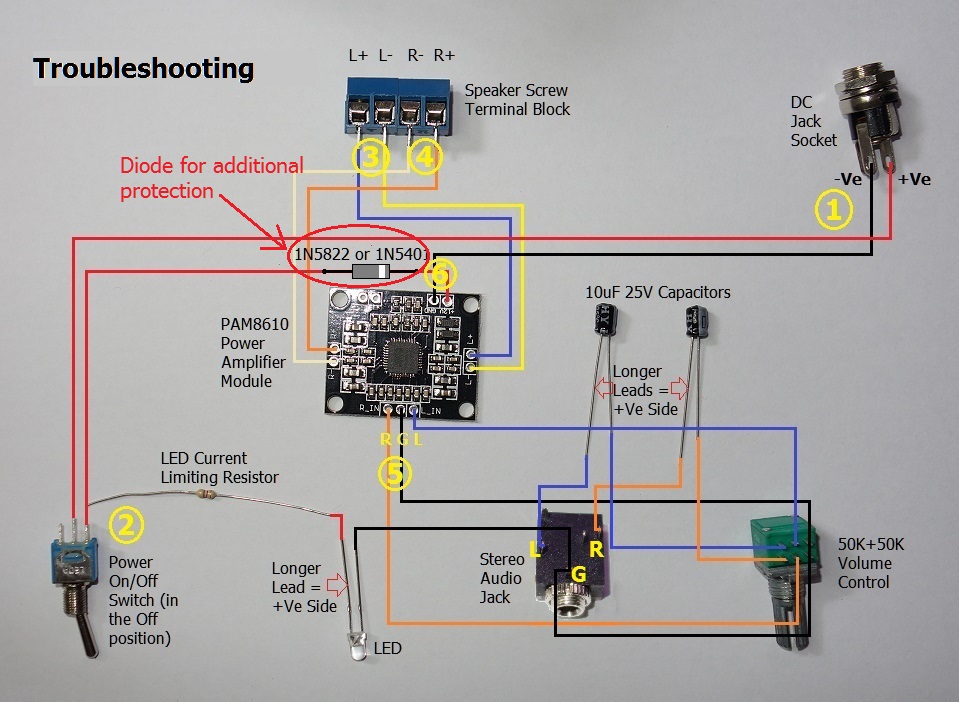 Troubleshooting
L+ L- R- R+
Speaker Screw
Terminal Block
DC
Jack
Socket
-Ve
+Ve
1
3
4
Diode for additional
protection
1N5822 or 1N5401
6
10uF 25V Capacitors
PAM8610
Power
Amplifier
Module
GND
L+
L-
R_IN
L_IN
Longer
Leads =
+Ve Side
R G L
5
LED Current
Limiting Resistor
2
Power
On/Off
Switch (in
the Off
position)
Longer
Lead =
+Ve Side
LED
Stereo
Audio
Jack
L
R
G
50K+50K
Volume
Control